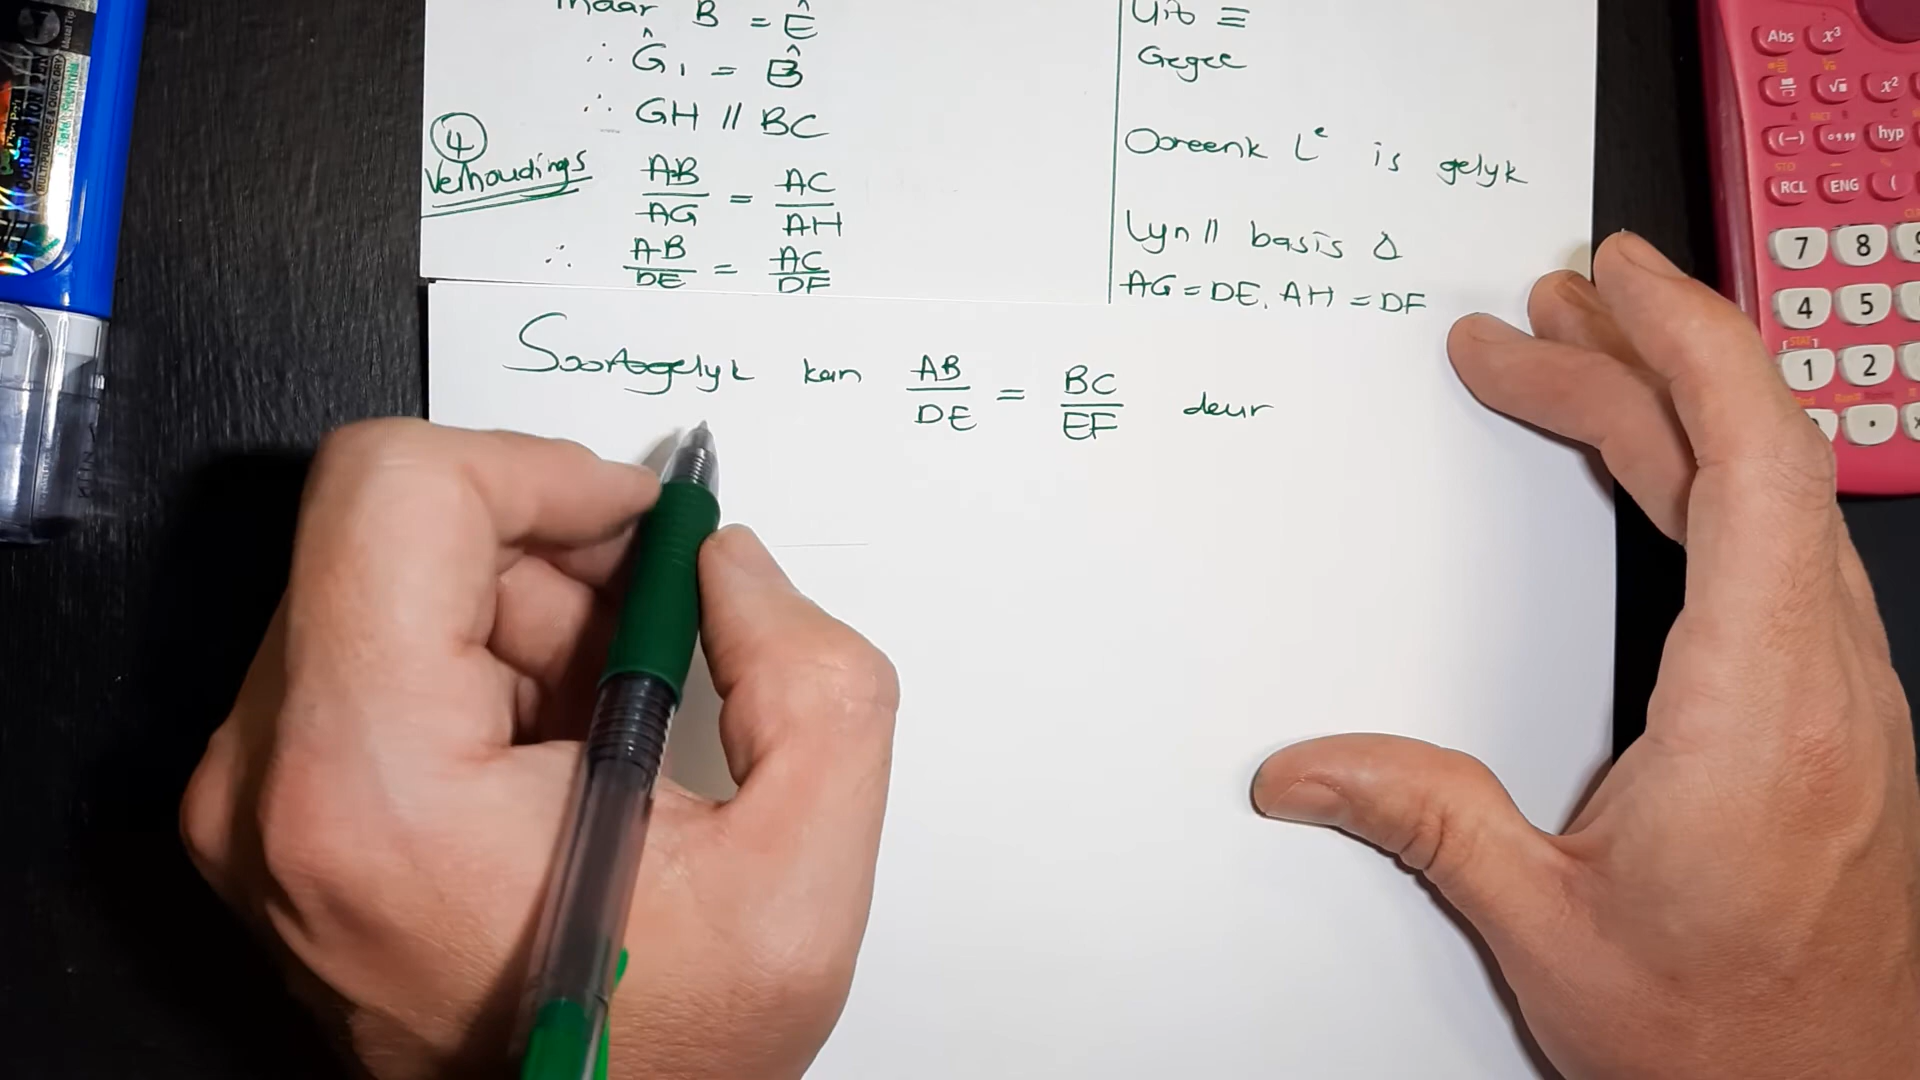 maar B = Ê
∴ Ĝ₁ = B̂
∴ GH // BC
④
Verhoudings
AB/AG = AC/AH
∴ AB/DE = AC/DF
Uit ≡
Gegee
Ooreenk Lᵉ is gelyk
Lyn // basis Δ
AG = DE, AH = DF
Soortgelyk kan AB/DE = BC/EF deur
Abs x³
√ x²
(−) hyp
RCL ENG (
7 8
4 5
1 2